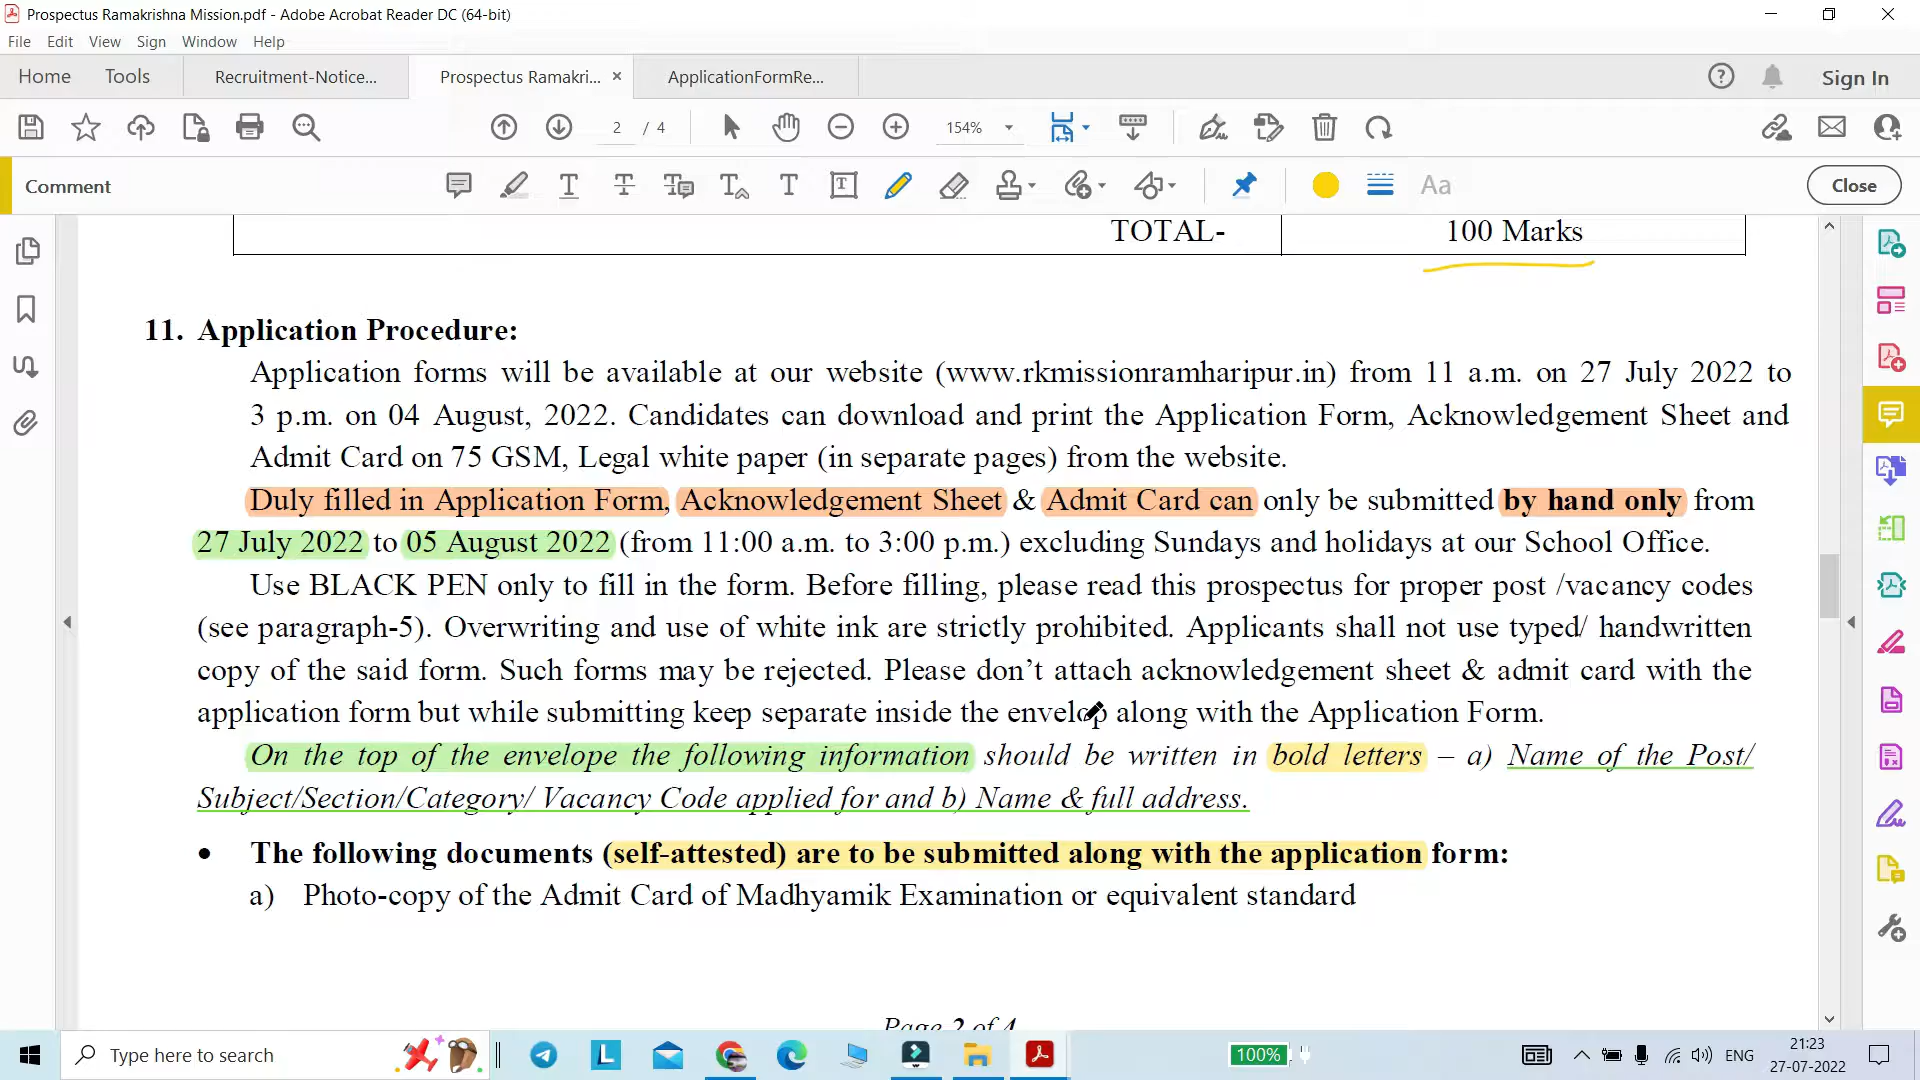 Prospectus Ramakrishna Mission.pdf - Adobe Acrobat Reader DC (64-bit)
File Edit View Sign Window Help
Home Tools Recruitment-Notice... Prospectus Ramakri... × ApplicationFormRe... Sign In
2 / 4 154%
Comment Close
TOTAL- 100 Marks
11. Application Procedure:
Application forms will be available at our website (www.rkmissionramharipur.in) from 11 a.m. on 27 July 2022 to
3 p.m. on 04 August, 2022. Candidates can download and print the Application Form, Acknowledgement Sheet and
Admit Card on 75 GSM, Legal white paper (in separate pages) from the website.
Duly filled in Application Form, Acknowledgement Sheet & Admit Card can only be submitted by hand only from
27 July 2022 to 05 August 2022 (from 11:00 a.m. to 3:00 p.m.) excluding Sundays and holidays at our School Office.
Use BLACK PEN only to fill in the form. Before filling, please read this prospectus for proper post /vacancy codes
(see paragraph-5). Overwriting and use of white ink are strictly prohibited. Applicants shall not use typed/ handwritten
copy of the said form. Such forms may be rejected. Please don’t attach acknowledgement sheet & admit card with the
application form but while submitting keep separate inside the envelop along with the Application Form.
On the top of the envelope the following information should be written in bold letters – a) Name of the Post/
Subject/Section/Category/ Vacancy Code applied for and b) Name & full address.
• The following documents (self-attested) are to be submitted along with the application form:
a) Photo-copy of the Admit Card of Madhyamik Examination or equivalent standard
Page 2 of 4
Type here to search
100%
ENG
21:23
27-07-2022